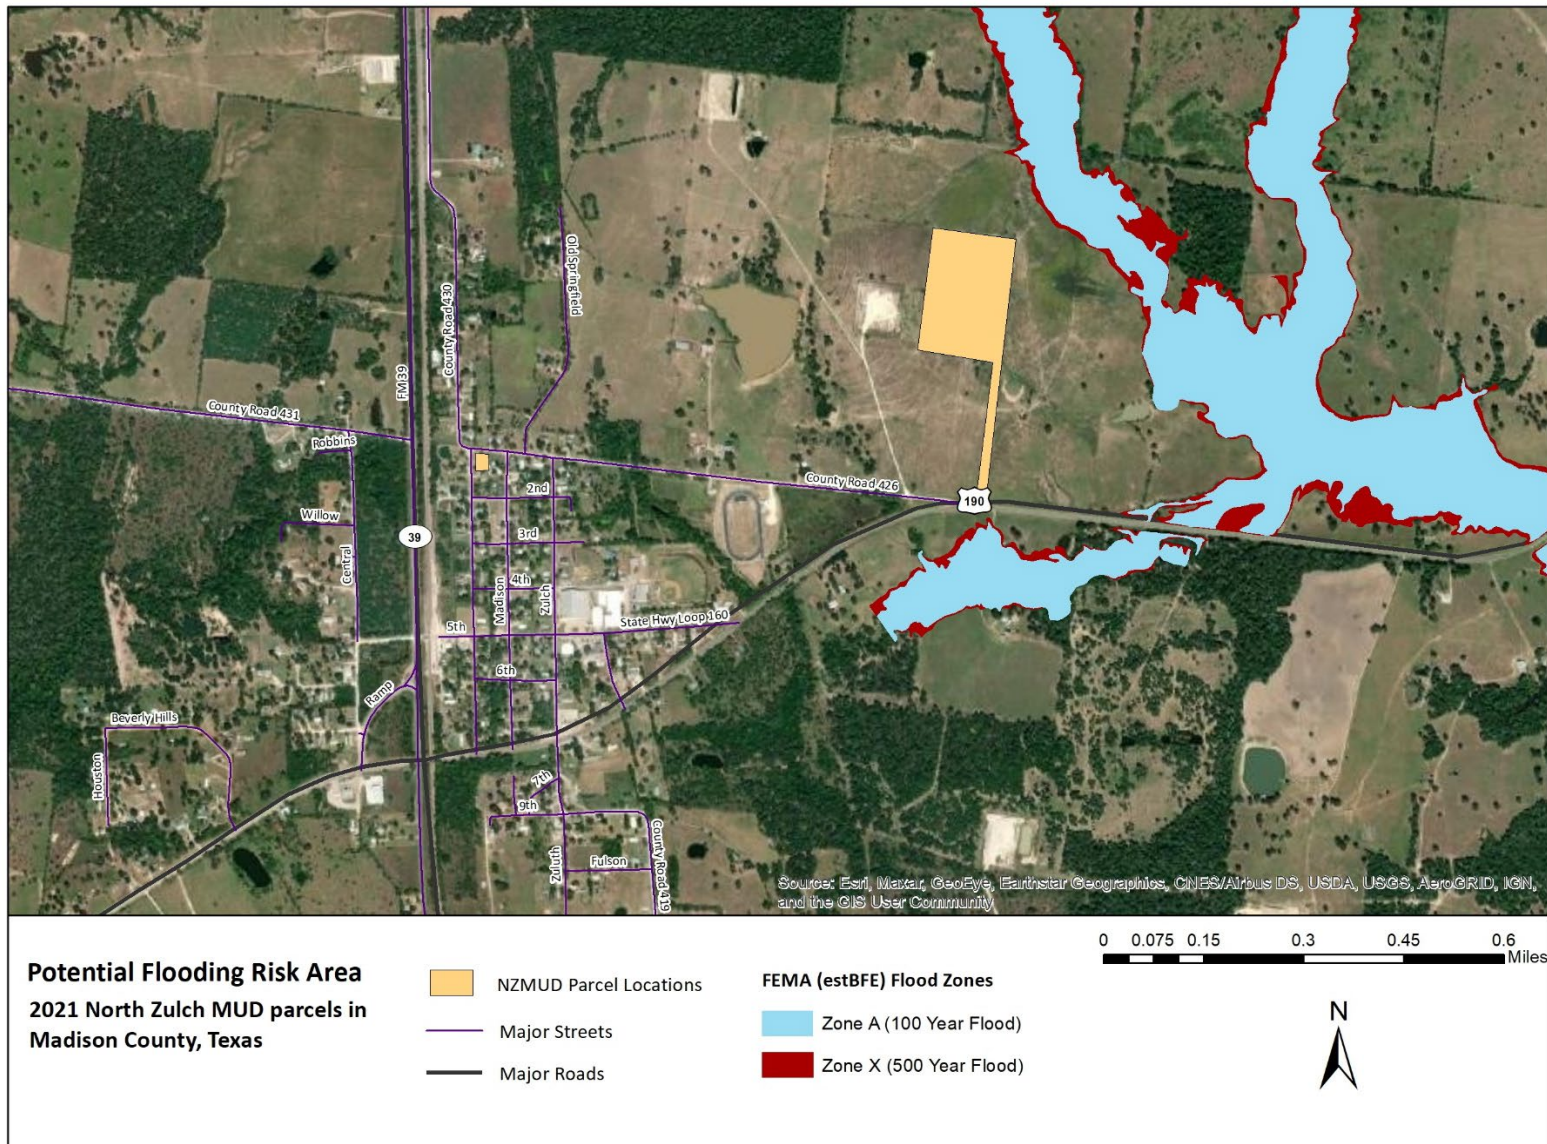 Old Springfield
County Road 430
FM 39
County Road 431
Robbins
County Road 426
190
2nd
Willow
39
3rd
Central
4th
Madison
Zulch
5th
State Hwy Loop 160
6th
Ramp
Beverly Hills
Houston
7th
9th
Zuluth
Fulson
County Road 419
Source: Esri, Maxar, GeoEye, Earthstar Geographics, CNES/Airbus DS, USDA, USGS, AeroGRID, IGN,
and the GIS User Community
0 0.075 0.15 0.3 0.45 0.6
Miles
Potential Flooding Risk Area
2021 North Zulch MUD parcels in
Madison County, Texas
NZMUD Parcel Locations
Major Streets
Major Roads
FEMA (estBFE) Flood Zones
Zone A (100 Year Flood)
Zone X (500 Year Flood)
N